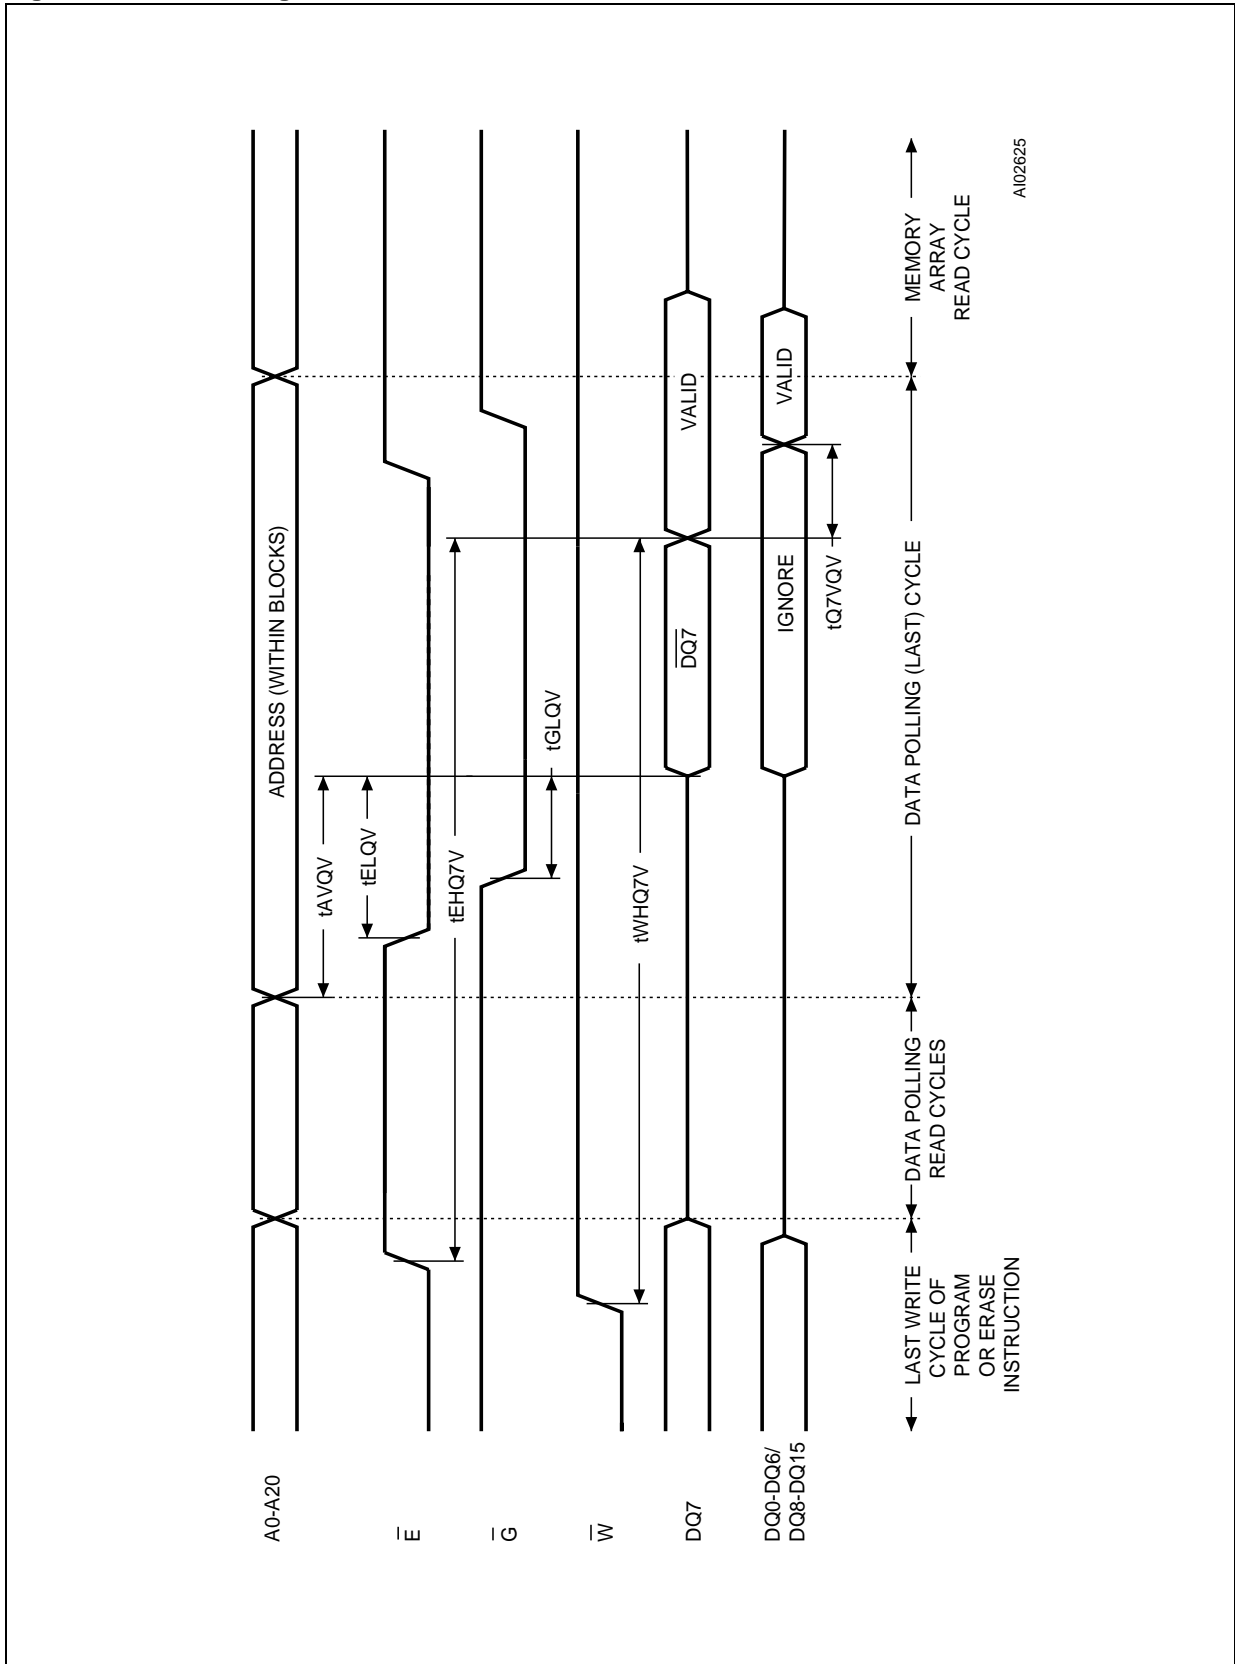 A0-A20
ADDRESS (WITHIN BLOCKS)
tAVQV
tELQV
E
tEHQ7V
G
tGLQV
W
tWHQ7V
DQ7
DQ7
VALID
DQ0-DQ6/
DQ8-DQ15
IGNORE
VALID
tQ7VQV
LAST WRITE
CYCLE OF
PROGRAM
OR ERASE
INSTRUCTION
DATA POLLING
READ CYCLES
DATA POLLING (LAST) CYCLE
MEMORY
ARRAY
READ CYCLE
AI02625